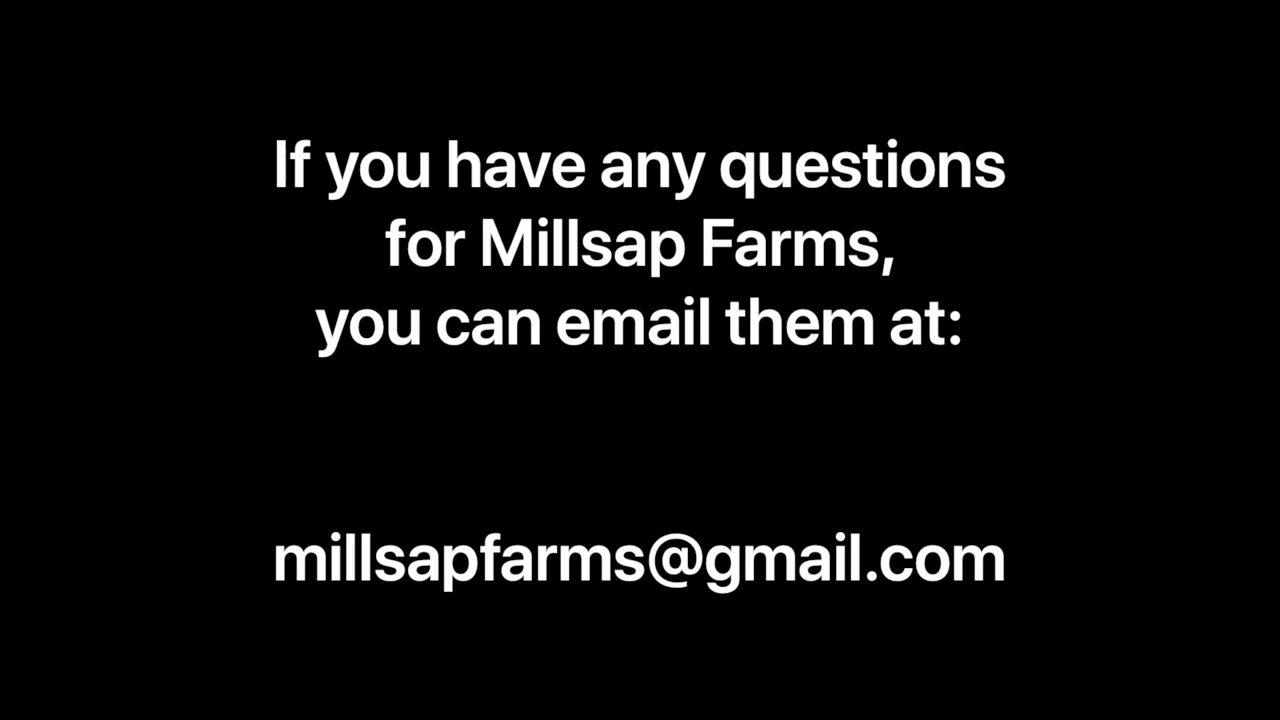 If you have any questions
for Millsap Farms,
you can email them at:
millsapfarms@gmail.com